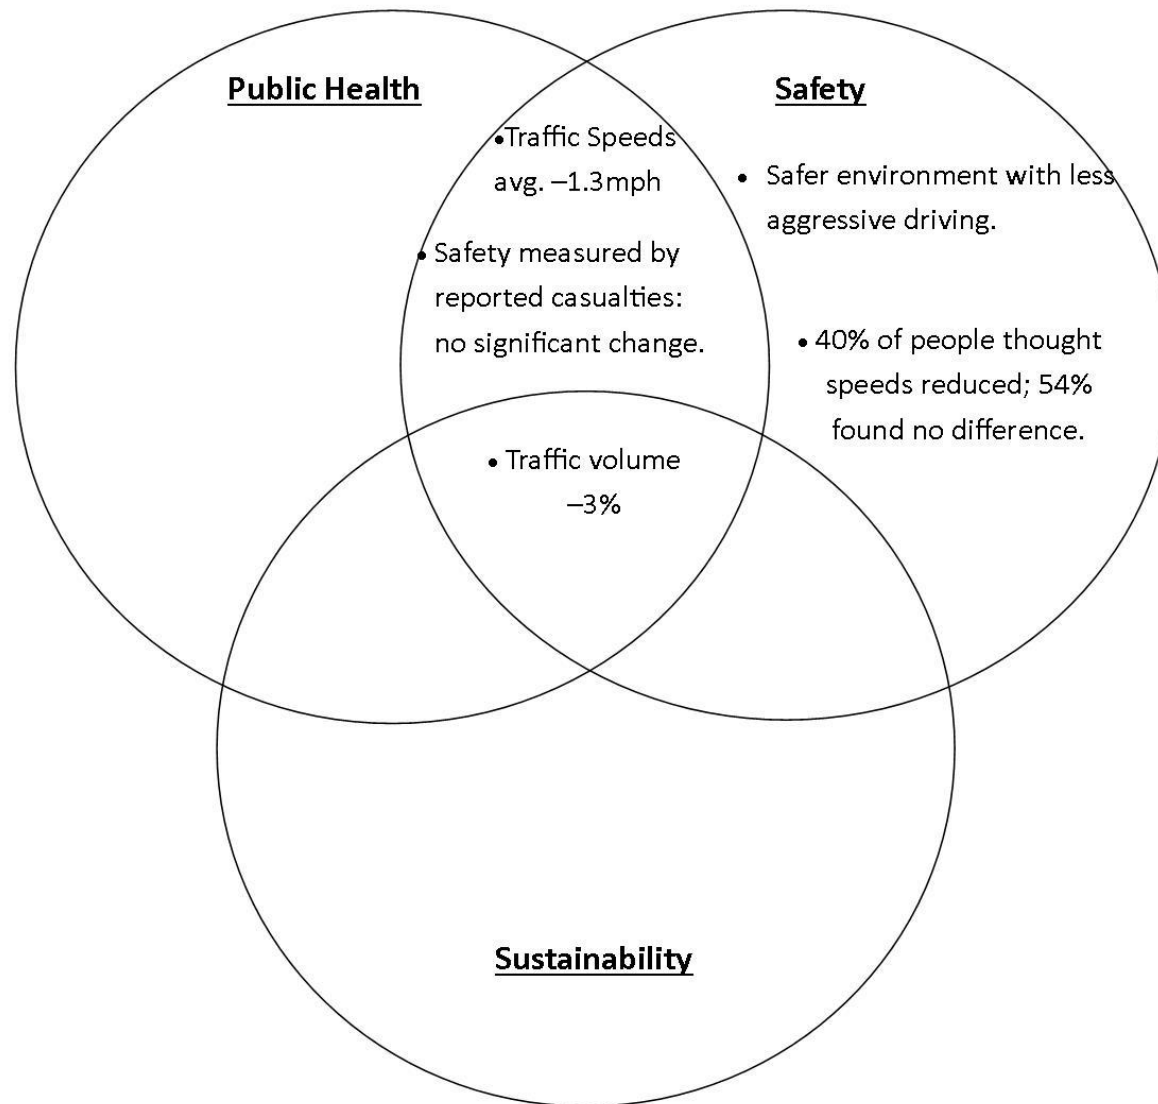 Public Health
Safety
•Traffic Speeds
avg. –1.3mph
• Safer environment with less
aggressive driving.
• Safety measured by
reported casualties:
no significant change.
• 40% of people thought
speeds reduced; 54%
found no difference.
• Traffic volume
–3%
Sustainability